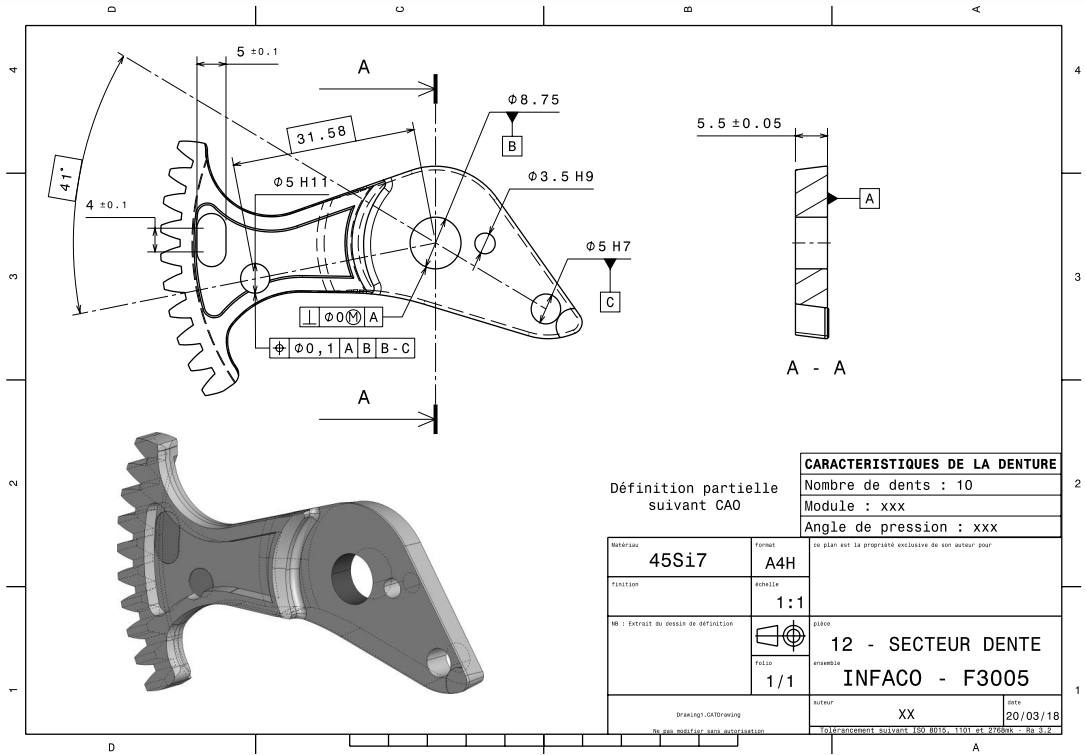 D
C
B
A
4
4
3
3
2
2
1
1
5 ±0.1
A
31.58
Φ8.75
B
5.5 ±0.05
41°
Φ5 H11
Φ3.5 H9
A
4 ±0.1
Φ5 H7
C
⊥ Φ0Ⓜ A
⌖ Φ0,1 A B B-C
A
A - A
Définition partielle
suivant CAO
CARACTERISTIQUES DE LA DENTURE
Nombre de dents : 10
Module : xxx
Angle de pression : xxx
Matériau
45Si7
format
A4H
ce plan est la propriété exclusive de son auteur pour
finition
échelle
1:1
NB : Extrait du dessin de définition
pièce
12 - SECTEUR DENTE
folio
1/1
ensemble
INFACO - F3005
Drawing1.CATDrawing
Ne pas modifier sans autorisation
auteur
XX
date
20/03/18
Tolérancement suivant ISO 8015, 1101 et 2768mk - Ra 3.2
D
A